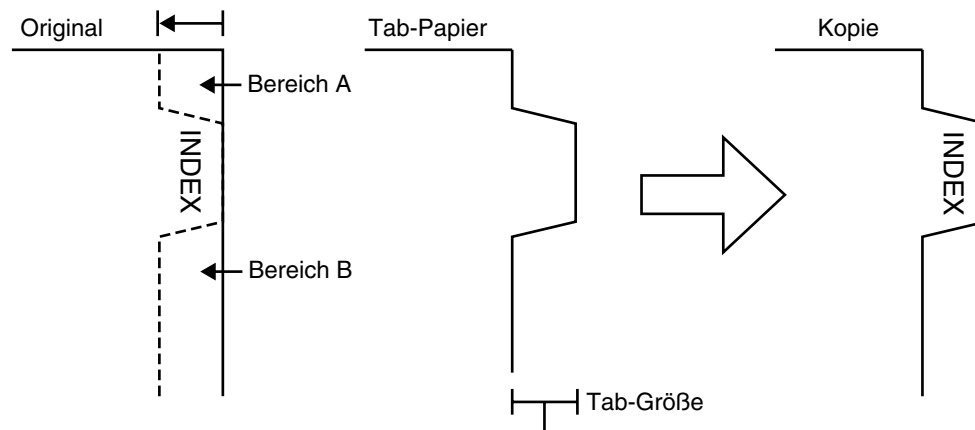 Original
Tab-Papier
Kopie
Bereich A
INDEX
INDEX
Bereich B
Tab-Größe